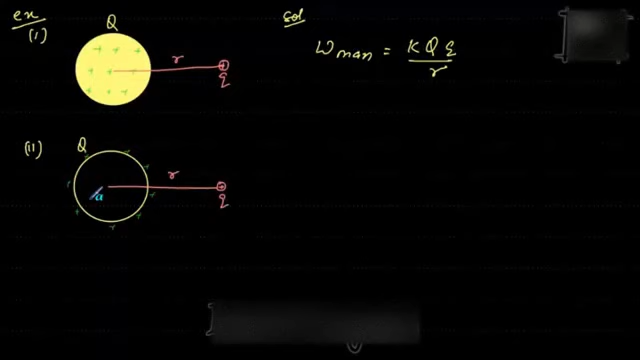 ex
(i)
Q
+ + +
+ + +
+ + +
r
+
q
sol
W man = KQq / r
(ii)
Q
a
r
+
q